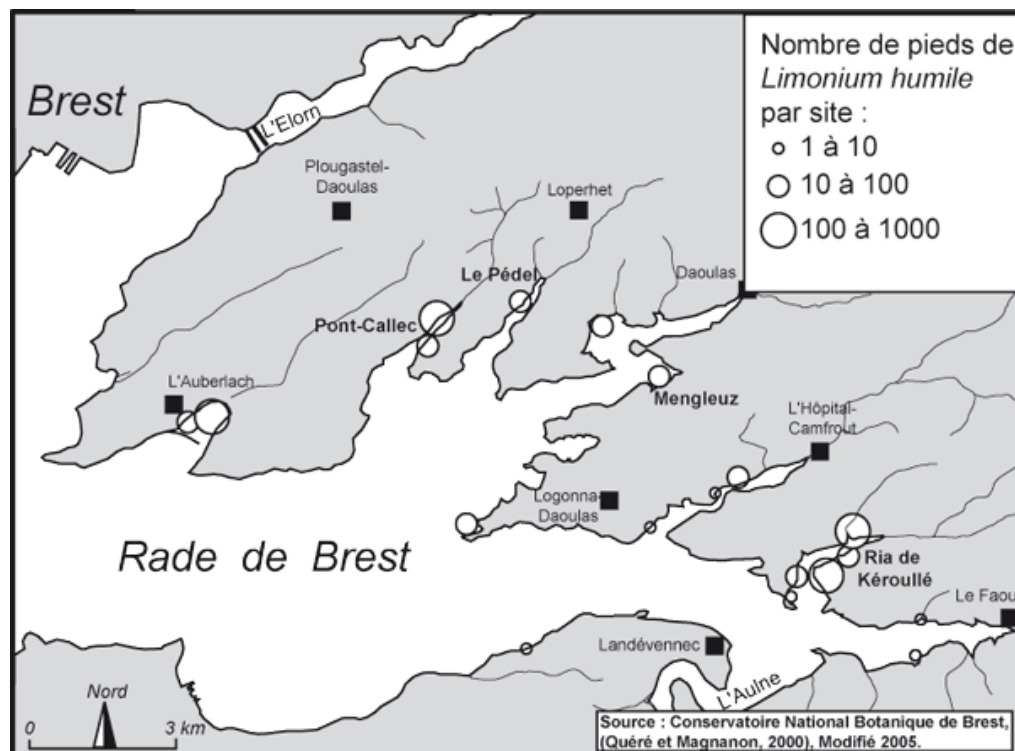 Nombre de pieds de
Limonium humile
par site :
1 à 10
10 à 100
100 à 1000
Brest
L'Elorn
Plougastel-
Daoulas
Loperhet
Le Pédel
Daoulas
Pont-Callec
L'Auberlach
Mengleuz
L'Hôpital-
Camfrout
Logonna-
Daoulas
Rade de Brest
Ria de
Kéroullé
Le Faou
Landévennec
L'Aulne
Nord
0 3 km
Source : Conservatoire National Botanique de Brest,
(Quéré et Magnanon, 2000), Modifié 2005.